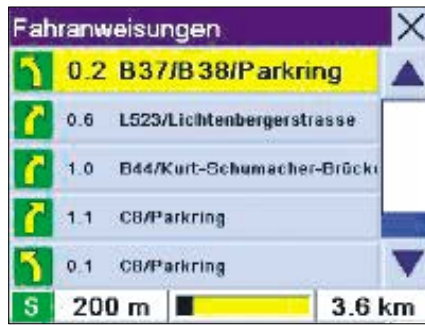 Fahranweisungen
0.2 B37/B38/Parkring
0.6 L523/Lichtenbergerstrasse
1.0 B44/Kurt-Schumacher-Brück
1.1 C8/Parkring
0.1 C8/Parkring
S 200 m 3.6 km